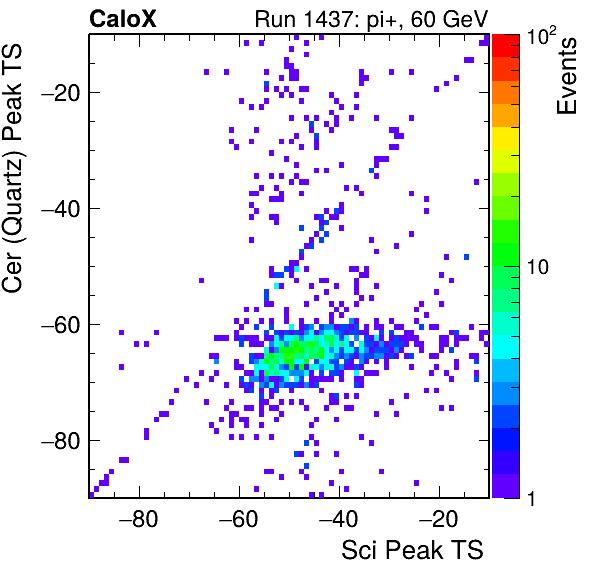 CaloX Run 1437: pi+, 60 GeV
Cer (Quartz) Peak TS
−20
−40
−60
−80
−80 −60 −40 −20
Sci Peak TS
10²
10
1
Events